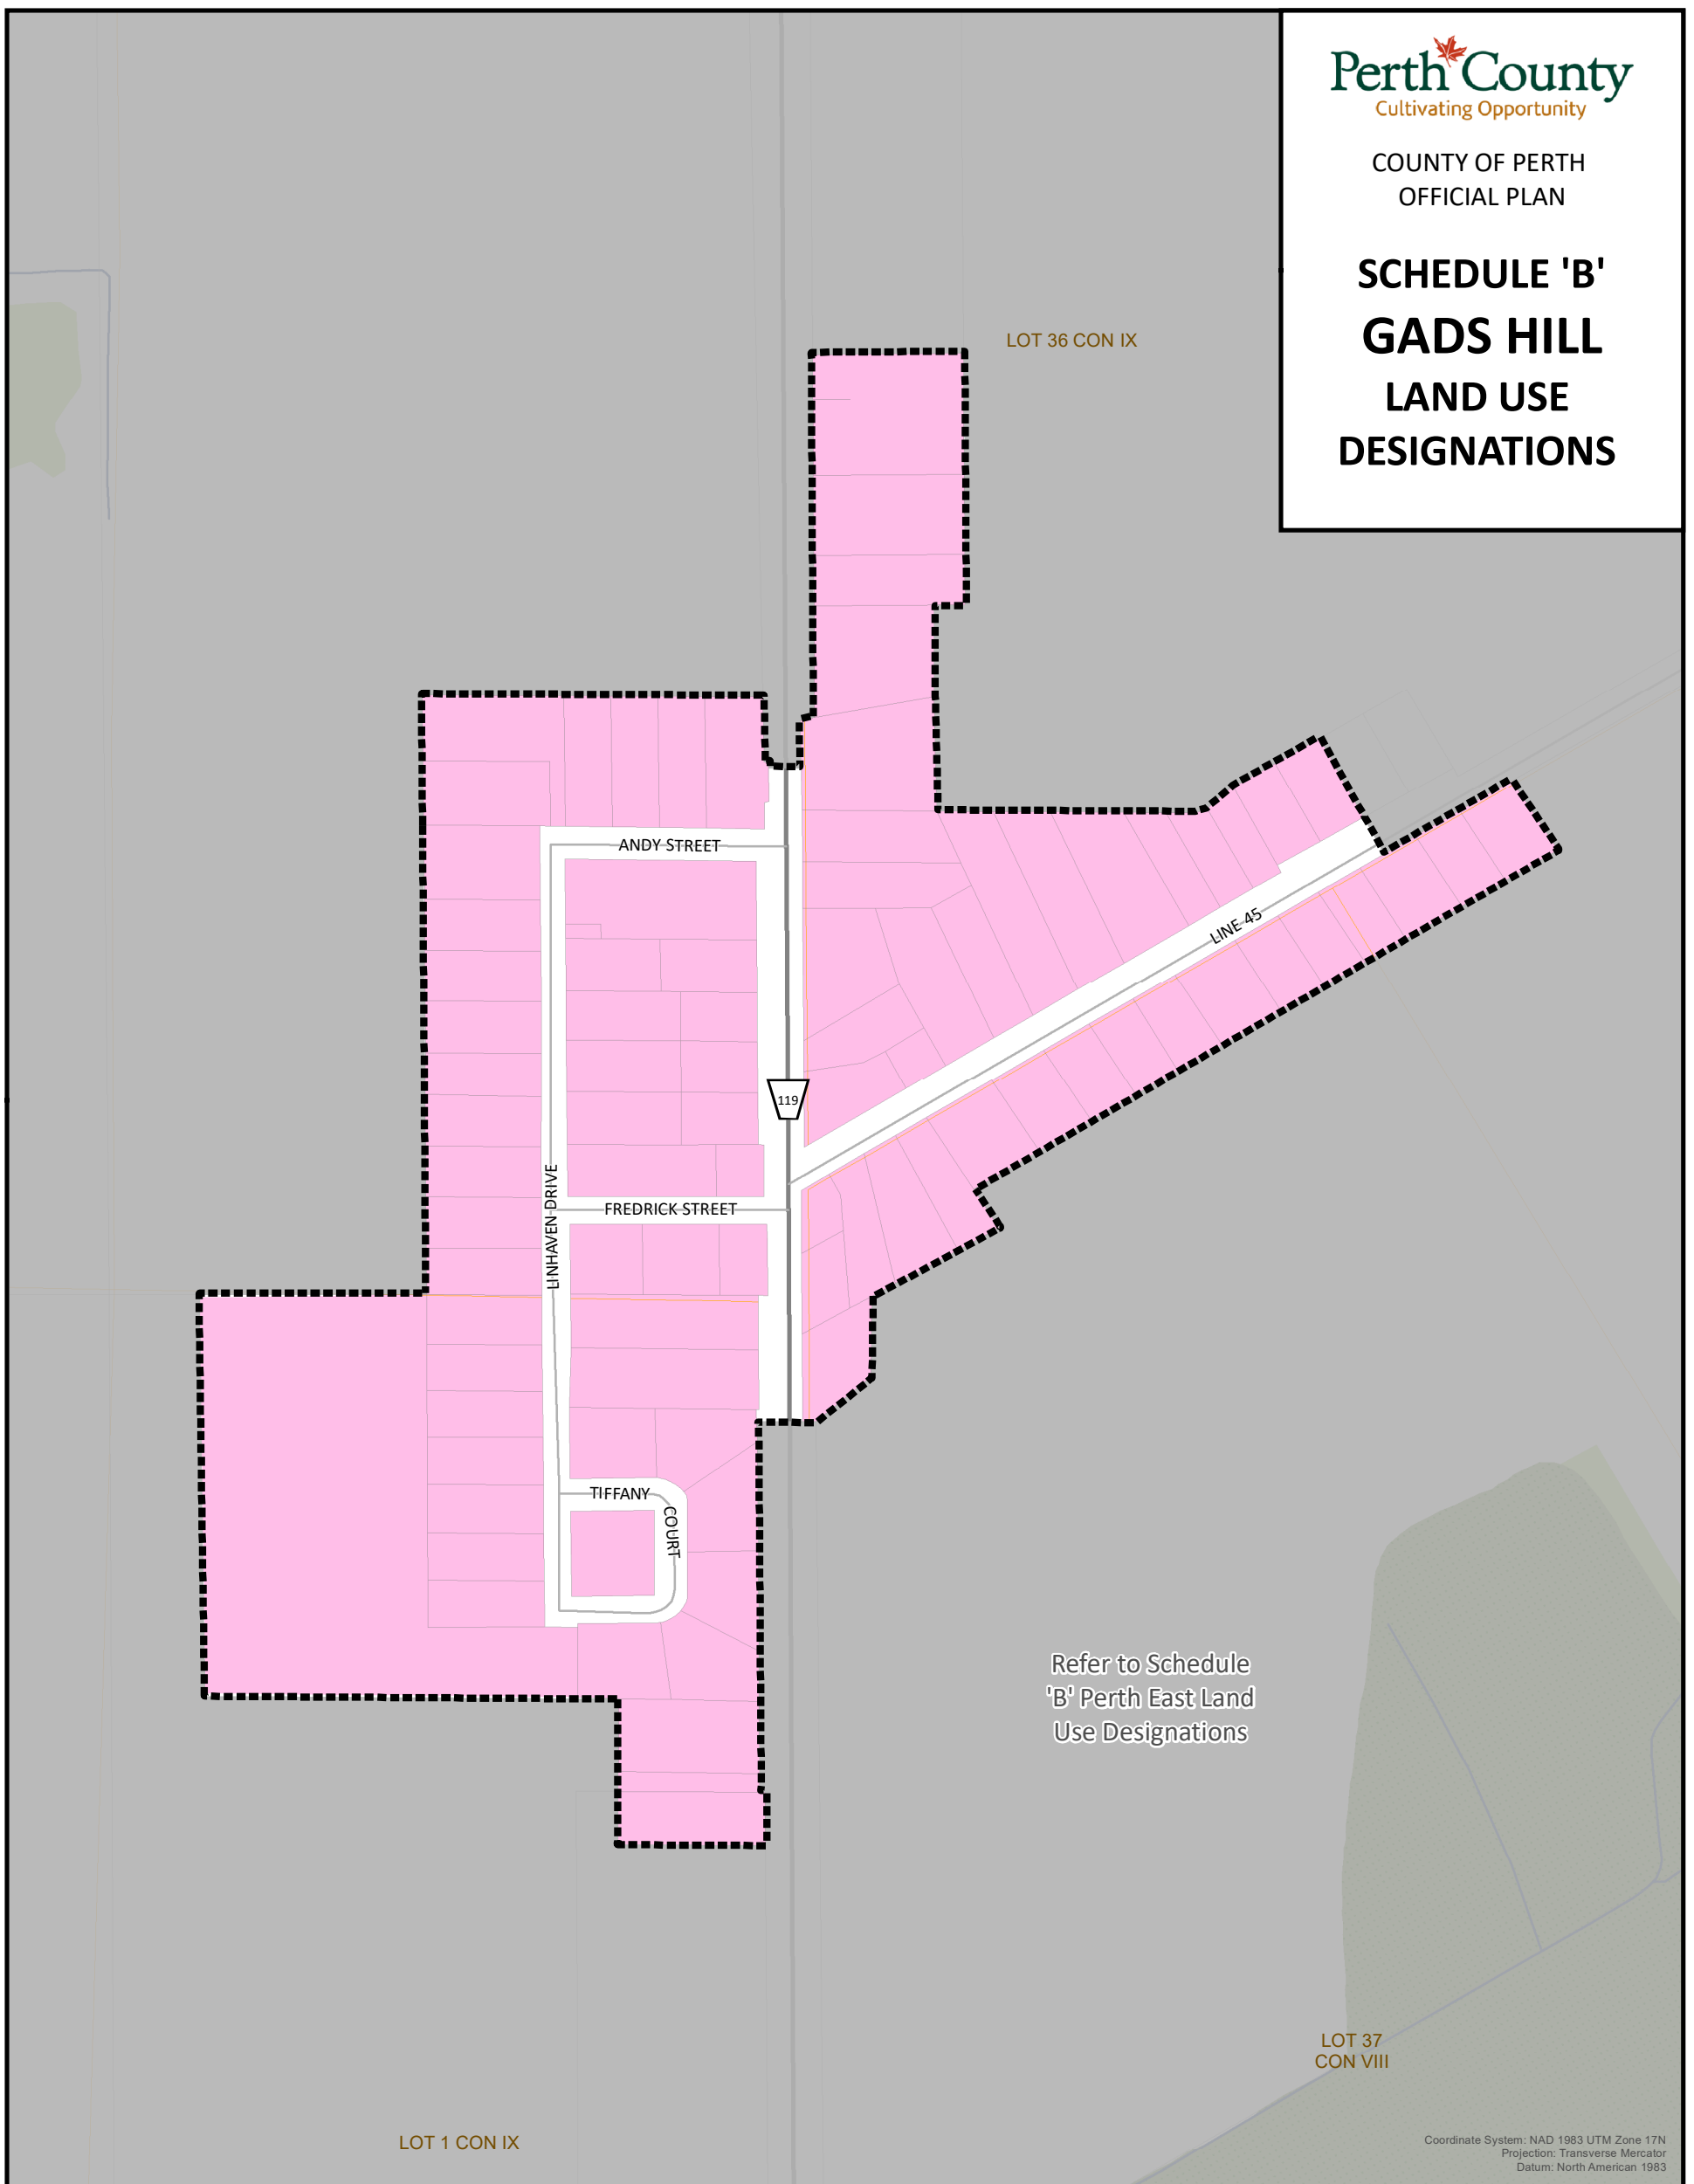 Perth County
Cultivating Opportunity
COUNTY OF PERTH
OFFICIAL PLAN
SCHEDULE 'B'
GADS HILL
LAND USE
DESIGNATIONS
LOT 36 CON IX
ANDY STREET
LINE 45
119
LINHAVEN DRIVE
FREDRICK STREET
TIFFANY
COURT
Refer to Schedule
'B' Perth East Land
Use Designations
LOT 37
CON VIII
LOT 1 CON IX
Coordinate System: NAD 1983 UTM Zone 17N
Projection: Transverse Mercator
Datum: North American 1983